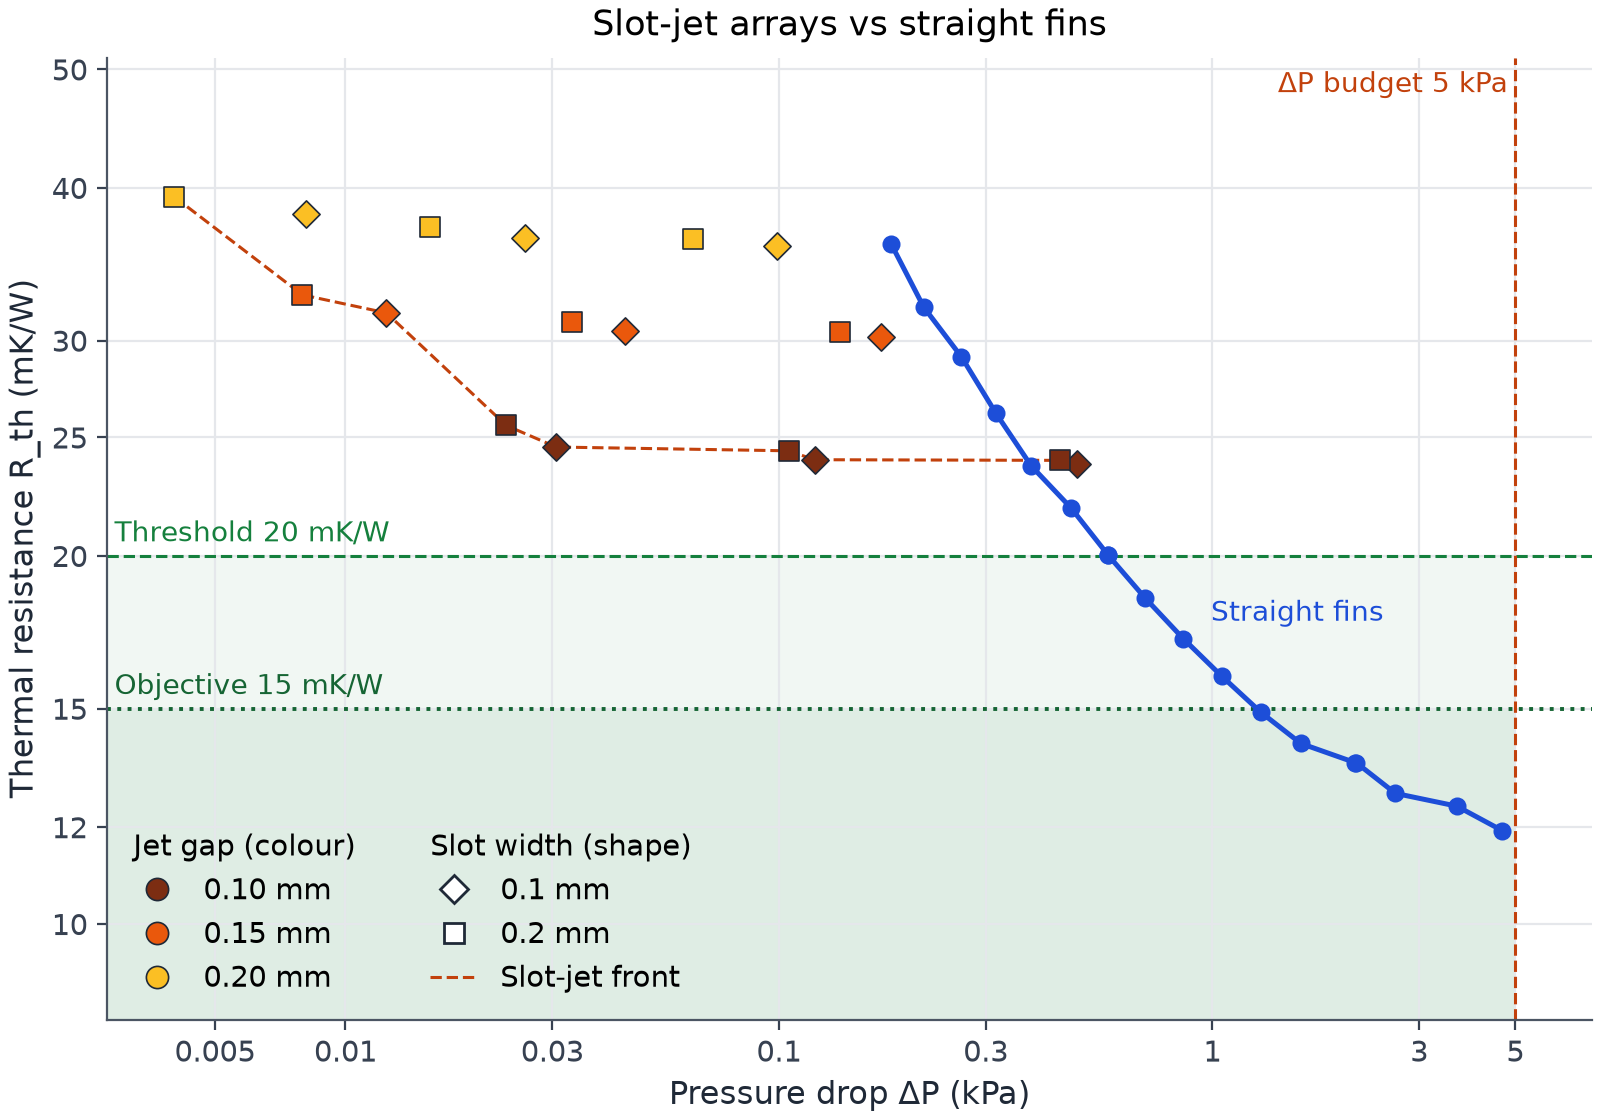 Slot-jet arrays vs straight fins
ΔP budget 5 kPa
Thermal resistance R_th (mK/W)
50
40
30
25
20
15
12
10
Threshold 20 mK/W
Straight fins
Objective 15 mK/W
Jet gap (colour)
0.10 mm
0.15 mm
0.20 mm
Slot width (shape)
0.1 mm
0.2 mm
Slot-jet front
0.005
0.01
0.03
0.1
0.3
1
3
5
Pressure drop ΔP (kPa)